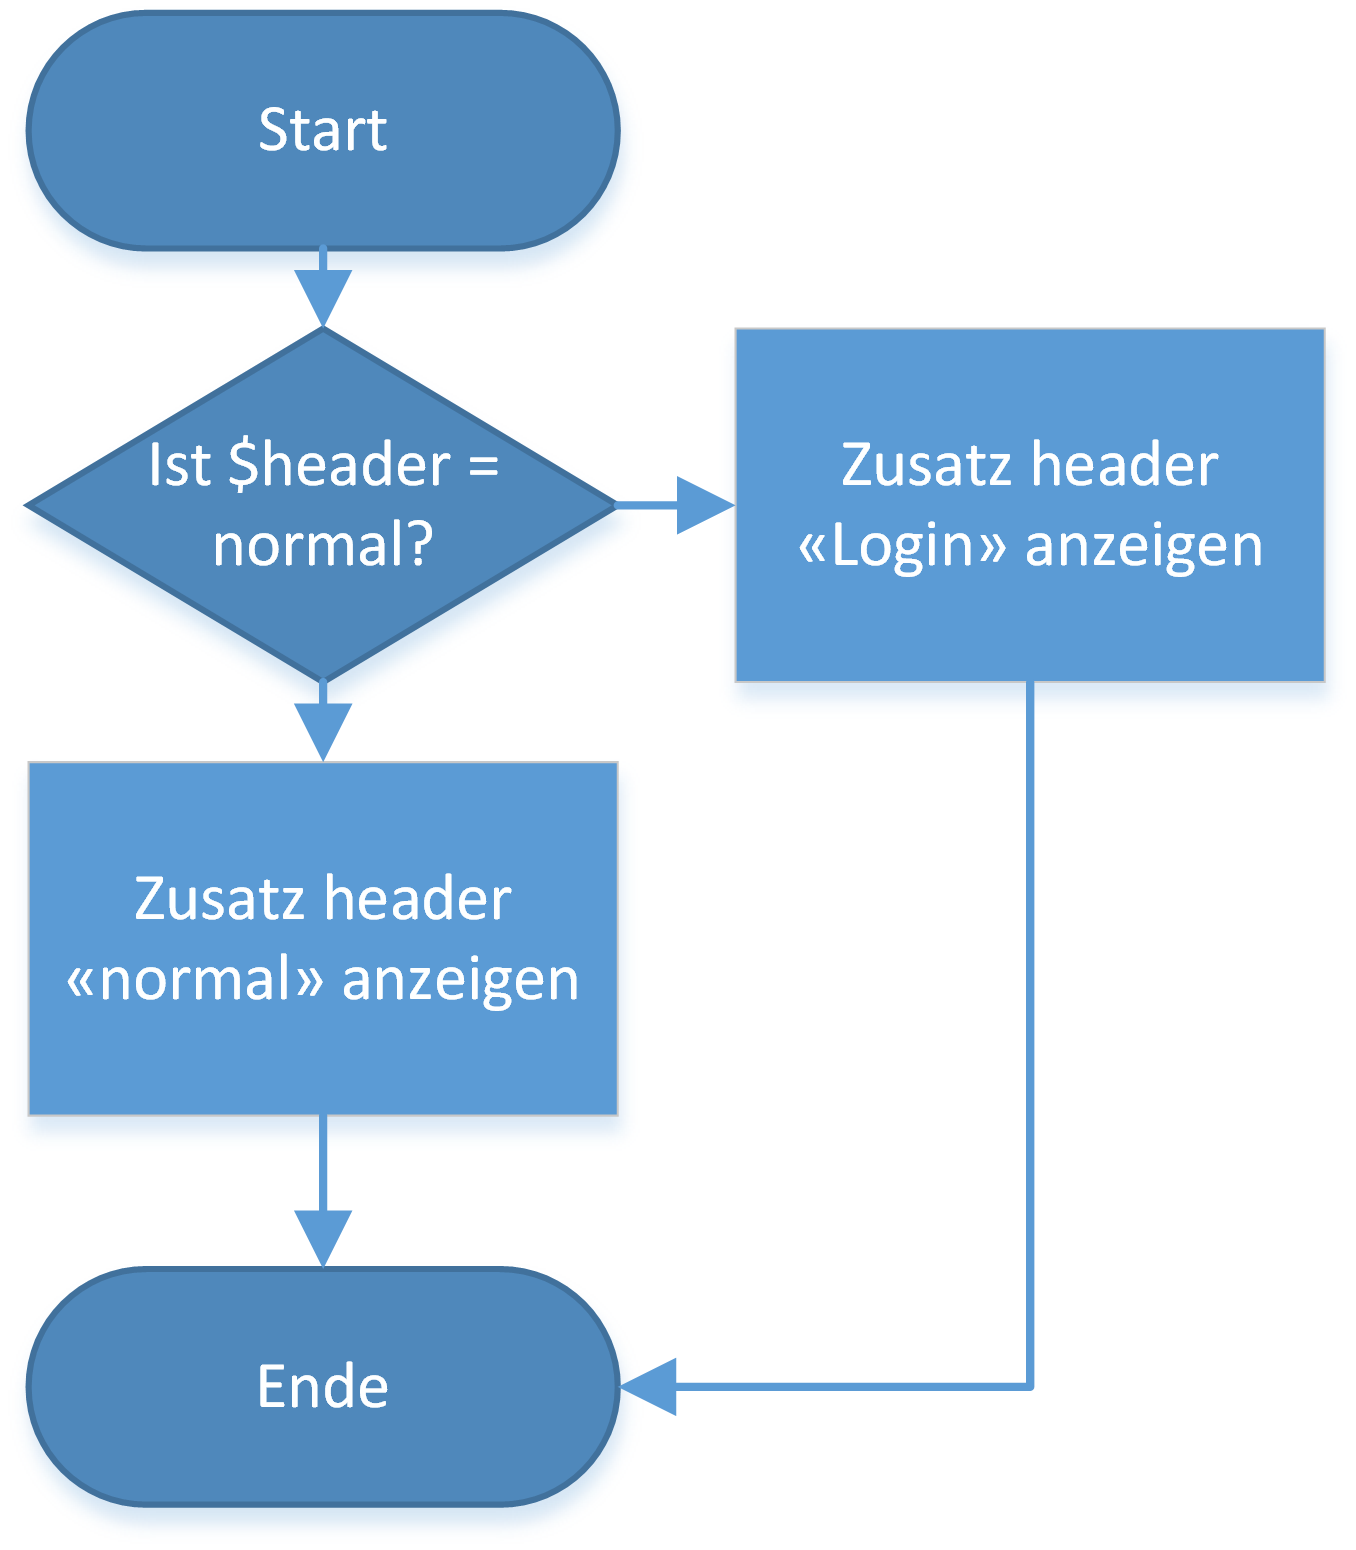 Start
Ist $header =
normal?
Zusatz header
«Login» anzeigen
Zusatz header
«normal» anzeigen
Ende